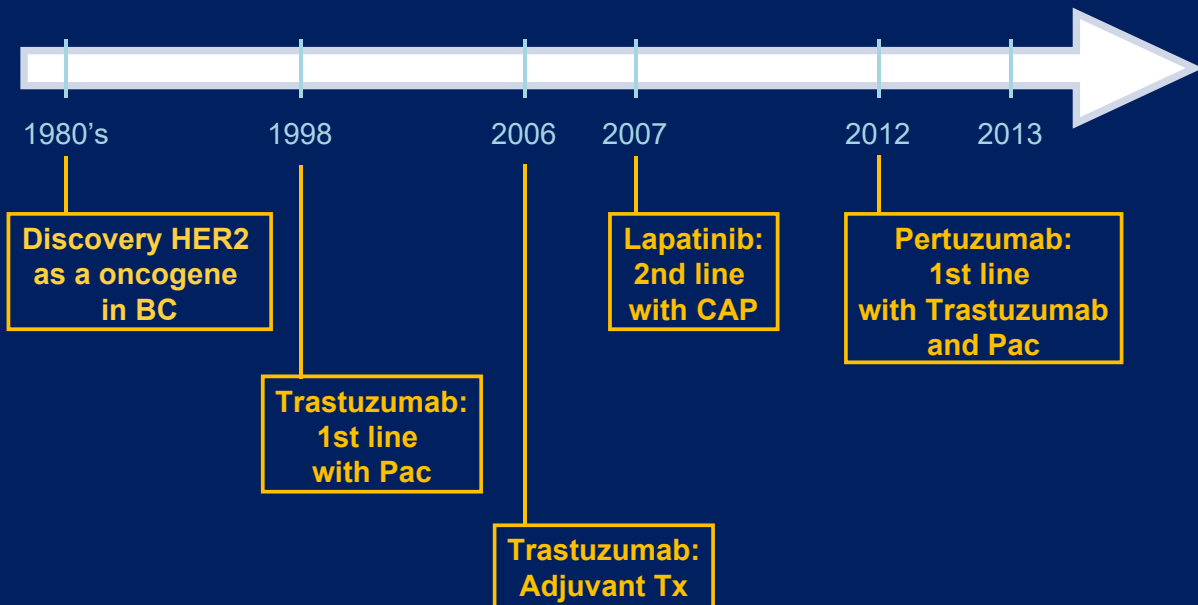 1980's
1998
2006
2007
2012
2013
Discovery HER2
as a oncogene
in BC
Lapatinib:
2nd line
with CAP
Pertuzumab:
1st line
with Trastuzumab
and Pac
Trastuzumab:
1st line
with Pac
Trastuzumab:
Adjuvant Tx